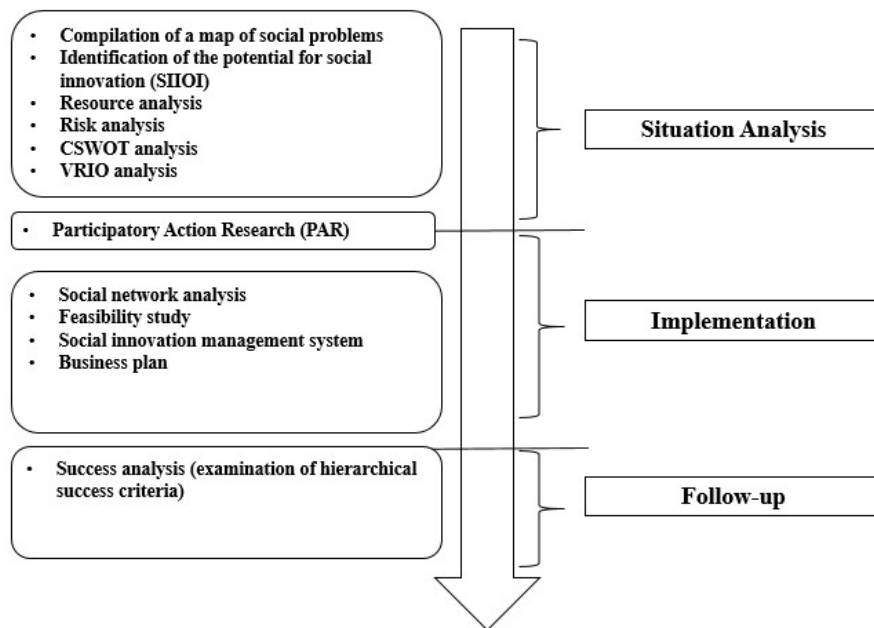 • Compilation of a map of social problems
• Identification of the potential for social
innovation (SIIOI)
• Resource analysis
• Risk analysis
• CSWOT analysis
• VRIO analysis
Situation Analysis
• Participatory Action Research (PAR)
• Social network analysis
• Feasibility study
• Social innovation management system
• Business plan
Implementation
• Success analysis (examination of hierarchical
success criteria)
Follow-up